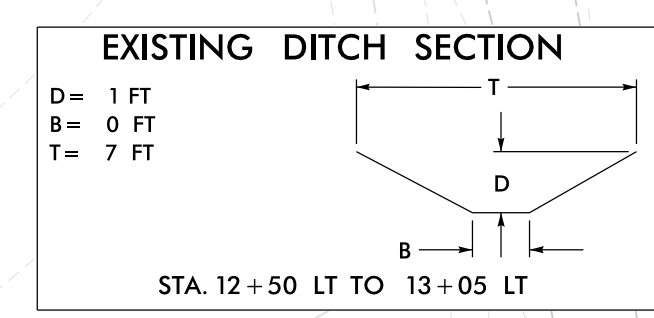 EXISTING DITCH SECTION
D = 1 FT
B = 0 FT
T = 7 FT
T
D
B
STA. 12+50 LT TO 13+05 LT